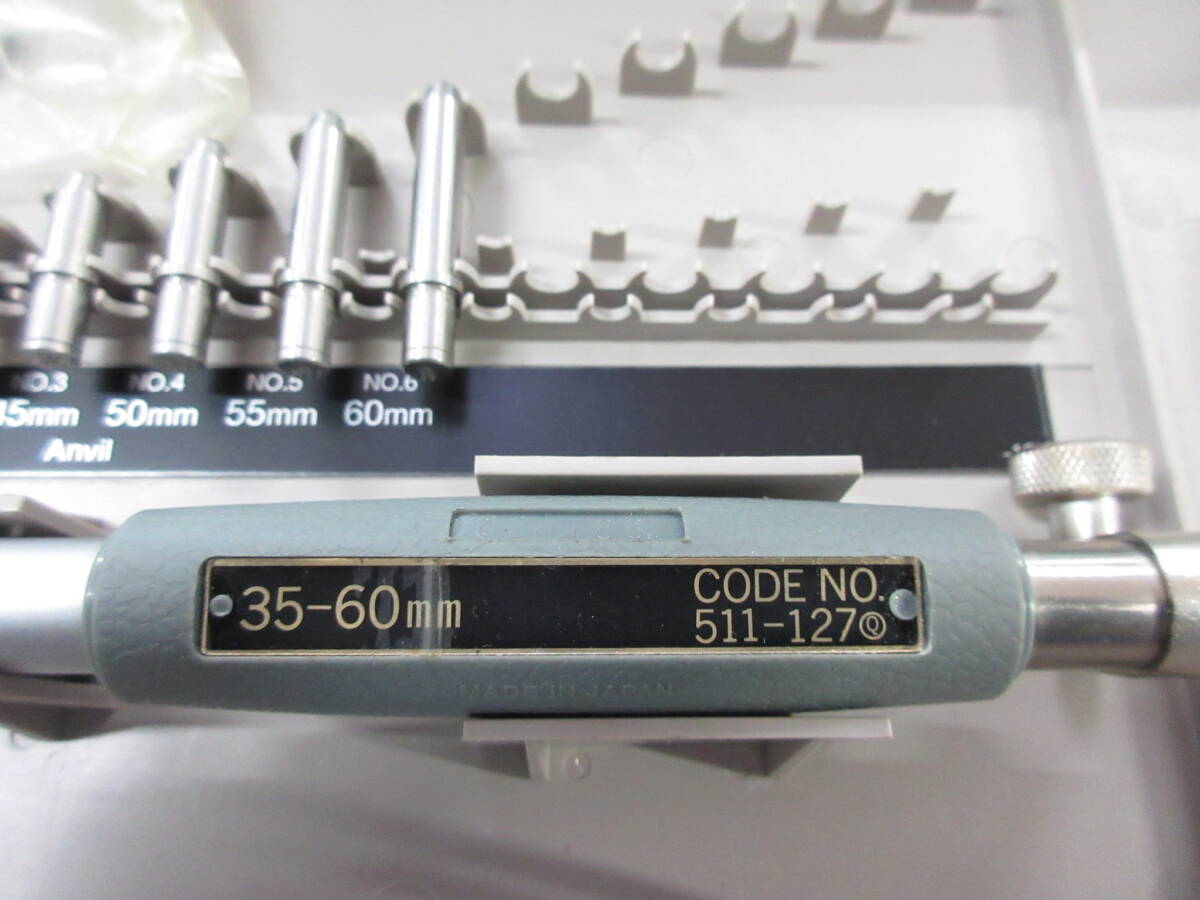 NO.3 NO.4 NO.5 NO.6
45mm 50mm 55mm 60mm
Anvil
35-60mm
CODE NO.
511-127Ⓠ
MADE IN JAPAN